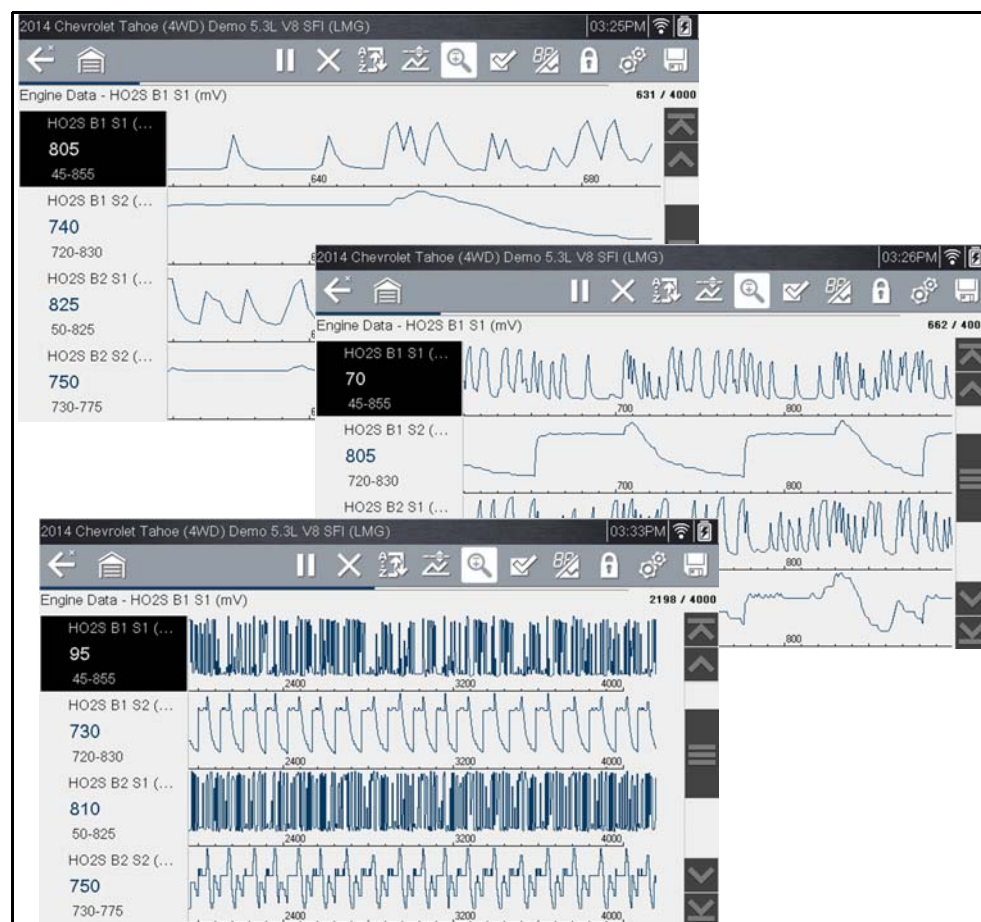 2014 Chevrolet Tahoe (4WD) Demo 5.3L V8 SFI (LMG) 03:25PM
Engine Data - HO2S B1 S1 (mV) 631 / 4000
HO2S B1 S1 (...
805
45-855
640 680
HO2S B1 S2 (...
740
720-830
HO2S B2 S1 (...
825
50-825
HO2S B2 S2 (...
750
730-775
2014 Chevrolet Tahoe (4WD) Demo 5.3L V8 SFI (LMG) 03:26PM
Engine Data - HO2S B1 S1 (mV) 662 / 400
HO2S B1 S1 (...
70
45-855
700 800
HO2S B1 S2 (...
805
720-830
700 800
HO2S B2 S1 (...
800
800
2014 Chevrolet Tahoe (4WD) Demo 5.3L V8 SFI (LMG) 03:33PM
Engine Data - HO2S B1 S1 (mV) 2198 / 4000
HO2S B1 S1 (...
95
45-855
2400 3200 4000
HO2S B1 S2 (...
730
720-830
2400 3200 4000
HO2S B2 S1 (...
810
50-825
2400 3200 4000
HO2S B2 S2 (...
750
730-775
2400 3200 4000